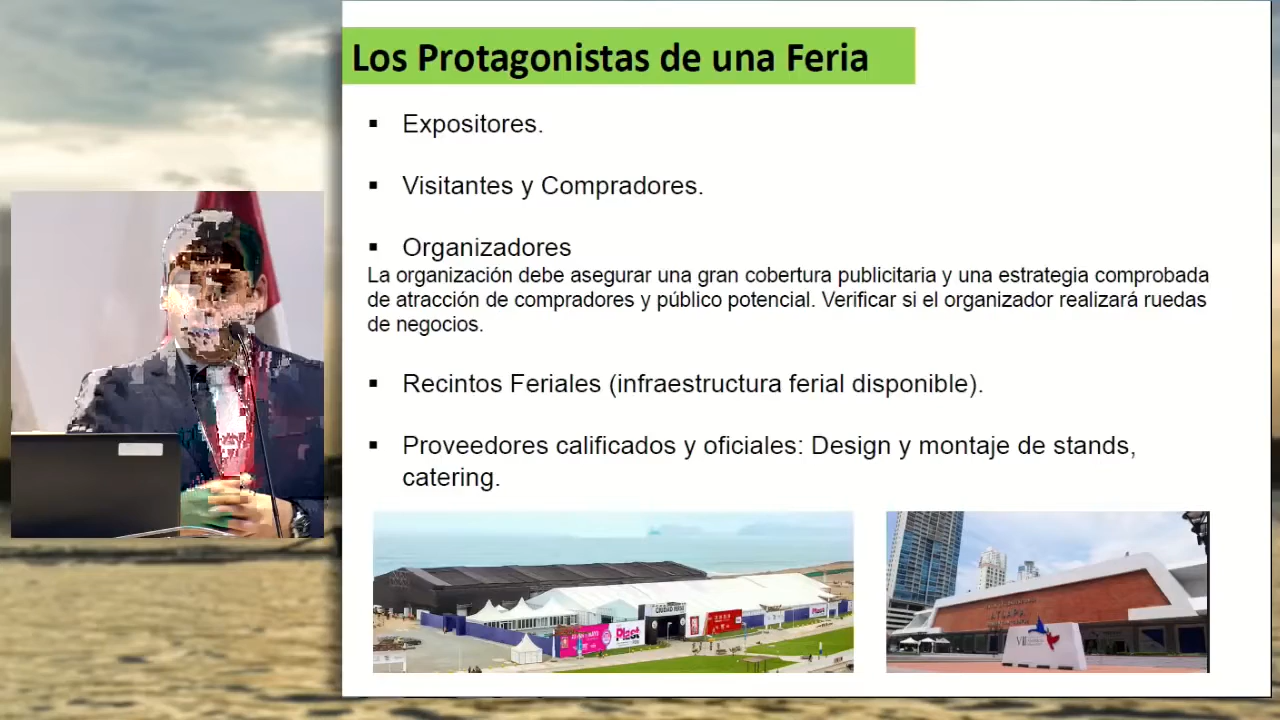 Los Protagonistas de una Feria
▪ Expositores.
▪ Visitantes y Compradores.
▪ Organizadores
La organización debe asegurar una gran cobertura publicitaria y una estrategia comprobada
de atracción de compradores y público potencial. Verificar si el organizador realizará ruedas
de negocios.
▪ Recintos Feriales (infraestructura ferial disponible).
▪ Proveedores calificados y oficiales: Design y montaje de stands,
catering.
Plast
VII